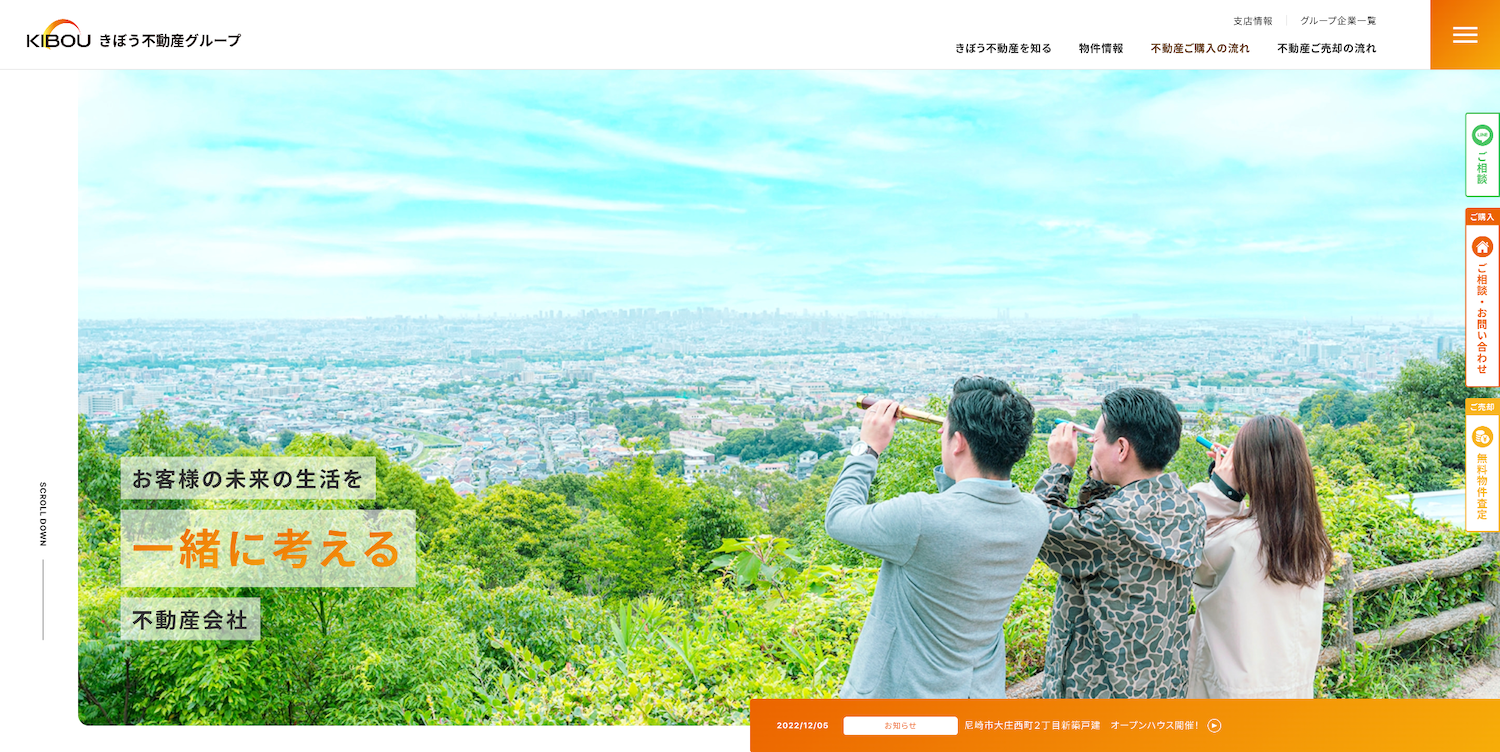 KIBOU きぼう不動産グループ
支店情報 グループ企業一覧
きぼう不動産を知る 物件情報 不動産ご購入の流れ 不動産ご売却の流れ
LINE
ご相談
ご購入
ご相談・お問い合わせ
ご売却
無料物件査定
お客様の未来の生活を
一緒に考える
不動産会社
SCROLL DOWN
2022/12/06 お知らせ 尼崎市大庄西町2丁目新築戸建 オープンハウス開催！